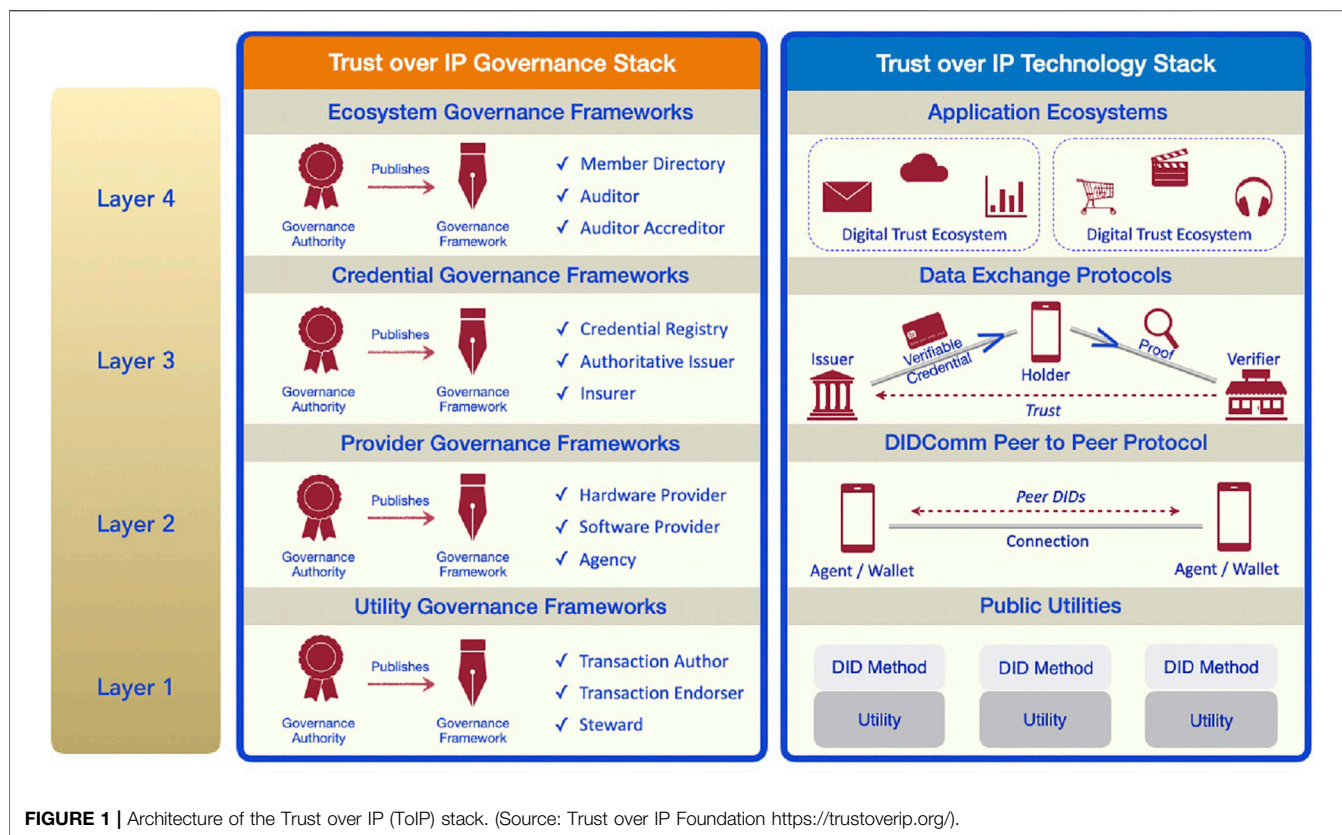 Trust over IP Governance Stack
Trust over IP Technology Stack
Layer 4
Ecosystem Governance Frameworks
Publishes
Governance
Authority
Governance
Framework
✓ Member Directory
✓ Auditor
✓ Auditor Accreditor
Application Ecosystems
Digital Trust Ecosystem
Digital Trust Ecosystem
Layer 3
Credential Governance Frameworks
Publishes
Governance
Authority
Governance
Framework
✓ Credential Registry
✓ Authoritative Issuer
✓ Insurer
Data Exchange Protocols
Issuer
Verifiable
Credential
Holder
Proof
Verifier
Trust
Layer 2
Provider Governance Frameworks
Publishes
Governance
Authority
Governance
Framework
✓ Hardware Provider
✓ Software Provider
✓ Agency
DIDComm Peer to Peer Protocol
Peer DIDs
Connection
Agent / Wallet
Agent / Wallet
Layer 1
Utility Governance Frameworks
Publishes
Governance
Authority
Governance
Framework
✓ Transaction Author
✓ Transaction Endorser
✓ Steward
Public Utilities
DID Method
DID Method
DID Method
Utility
Utility
Utility
FIGURE 1 | Architecture of the Trust over IP (ToIP) stack. (Source: Trust over IP Foundation https://trustoverip.org/).